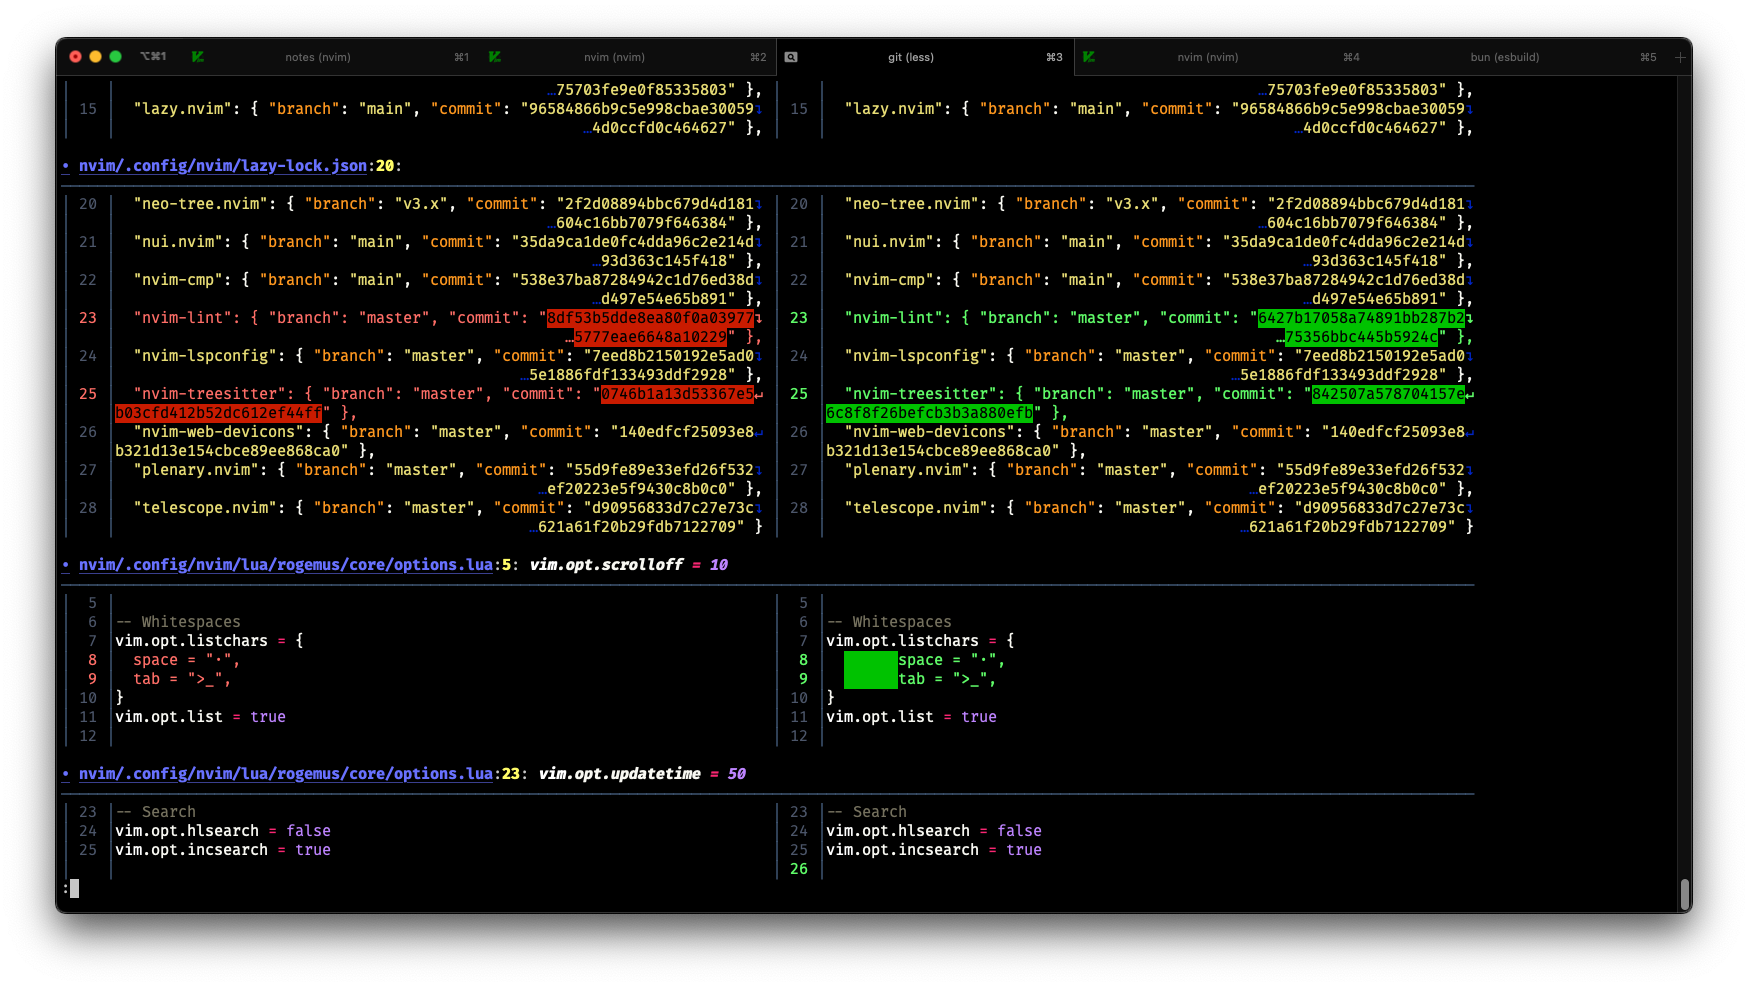 ⌥⌘1 notes (nvim) ⌘1 nvim (nvim) ⌘2 git (less) ⌘3 nvim (nvim) ⌘4 bun (esbuild) ⌘5 +
…75703fe9e0f85335803" }, …75703fe9e0f85335803" },
15 "lazy.nvim": { "branch": "main", "commit": "96584866b9c5e998cbae30059↴ 15 "lazy.nvim": { "branch": "main", "commit": "96584866b9c5e998cbae30059↴
…4d0ccfd0c464627" }, …4d0ccfd0c464627" },
• nvim/.config/nvim/lazy-lock.json:20:
20 "neo-tree.nvim": { "branch": "v3.x", "commit": "2f2d08894bbc679d4d181↴ 20 "neo-tree.nvim": { "branch": "v3.x", "commit": "2f2d08894bbc679d4d181↴
…604c16bb7079f646384" }, …604c16bb7079f646384" },
21 "nui.nvim": { "branch": "main", "commit": "35da9ca1de0fc4dda96c2e214d↴ 21 "nui.nvim": { "branch": "main", "commit": "35da9ca1de0fc4dda96c2e214d↴
…93d363c145f418" }, …93d363c145f418" },
22 "nvim-cmp": { "branch": "main", "commit": "538e37ba87284942c1d76ed38d↴ 22 "nvim-cmp": { "branch": "main", "commit": "538e37ba87284942c1d76ed38d↴
…d497e54e65b891" }, …d497e54e65b891" },
23 "nvim-lint": { "branch": "master", "commit": "8df53b5dde8ea80f0a03977↴ 23 "nvim-lint": { "branch": "master", "commit": "6427b17058a74891bb287b2↴
…5777eae6648a10229" }, …75356bbc445b5924c" },
24 "nvim-lspconfig": { "branch": "master", "commit": "7eed8b2150192e5ad0↴ 24 "nvim-lspconfig": { "branch": "master", "commit": "7eed8b2150192e5ad0↴
…5e1886fdf133493ddf2928" }, …5e1886fdf133493ddf2928" },
25 "nvim-treesitter": { "branch": "master", "commit": "0746b1a13d53367e5↵ 25 "nvim-treesitter": { "branch": "master", "commit": "842507a578704157e↵
b03cfd412b52dc612ef44ff" }, 6c8f8f26befcb3b3a880efb" },
26 "nvim-web-devicons": { "branch": "master", "commit": "140edfcf25093e8↵ 26 "nvim-web-devicons": { "branch": "master", "commit": "140edfcf25093e8↵
b321d13e154cbce89ee868ca0" }, b321d13e154cbce89ee868ca0" },
27 "plenary.nvim": { "branch": "master", "commit": "55d9fe89e33efd26f532↴ 27 "plenary.nvim": { "branch": "master", "commit": "55d9fe89e33efd26f532↴
…ef20223e5f9430c8b0c0" }, …ef20223e5f9430c8b0c0" },
28 "telescope.nvim": { "branch": "master", "commit": "d90956833d7c27e73c↴ 28 "telescope.nvim": { "branch": "master", "commit": "d90956833d7c27e73c↴
…621a61f20b29fdb7122709" } …621a61f20b29fdb7122709" }
• nvim/.config/nvim/lua/rogemus/core/options.lua:5: vim.opt.scrolloff = 10
5 5
6 -- Whitespaces 6 -- Whitespaces
7 vim.opt.listchars = { 7 vim.opt.listchars = {
8 space = "·", 8 space = "·",
9 tab = ">_", 9 tab = ">_",
10 } 10 }
11 vim.opt.list = true 11 vim.opt.list = true
12 12
• nvim/.config/nvim/lua/rogemus/core/options.lua:23: vim.opt.updatetime = 50
23 -- Search 23 -- Search
24 vim.opt.hlsearch = false 24 vim.opt.hlsearch = false
25 vim.opt.incsearch = true 25 vim.opt.incsearch = true
26
: